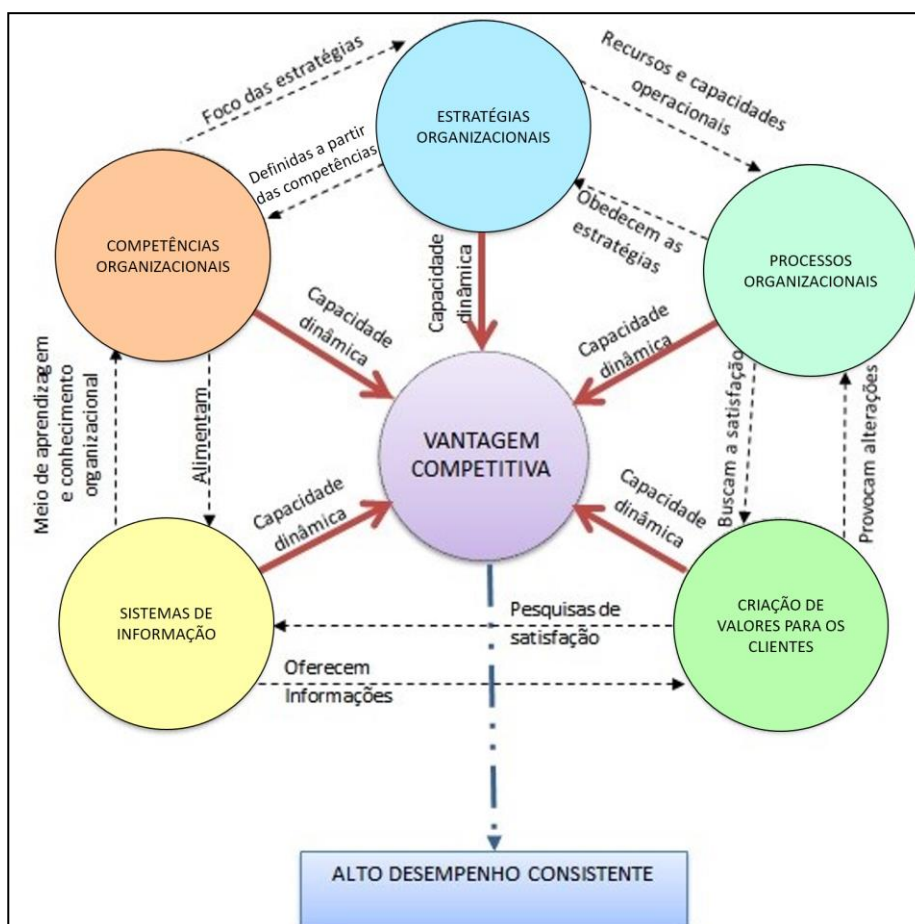 Foco das estratégias
ESTRATÉGIAS
ORGANIZACIONAIS
Recursos e capacidades
operacionais
Definidas a partir
das competências
Obedecem as
estratégias
COMPETÊNCIAS
ORGANIZACIONAIS
PROCESSOS
ORGANIZACIONAIS
Capacidade
dinâmica
Capacidade
dinâmica
Capacidade
dinâmica
Meio de aprendizagem
e conhecimento
organizacional
Alimentam
VANTAGEM
COMPETITIVA
Buscam a satisfação
Provocam alterações
Capacidade
dinâmica
Capacidade
dinâmica
SISTEMAS DE
INFORMAÇÃO
Pesquisas de
satisfação
CRIAÇÃO DE
VALORES PARA OS
CLIENTES
Oferecem
Informações
ALTO DESEMPENHO CONSISTENTE